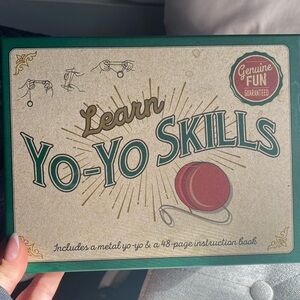 Genuine
FUN
GUARANTEED
Learn
YO-YO SKILLS
Includes a metal yo-yo & a 48-page instruction book